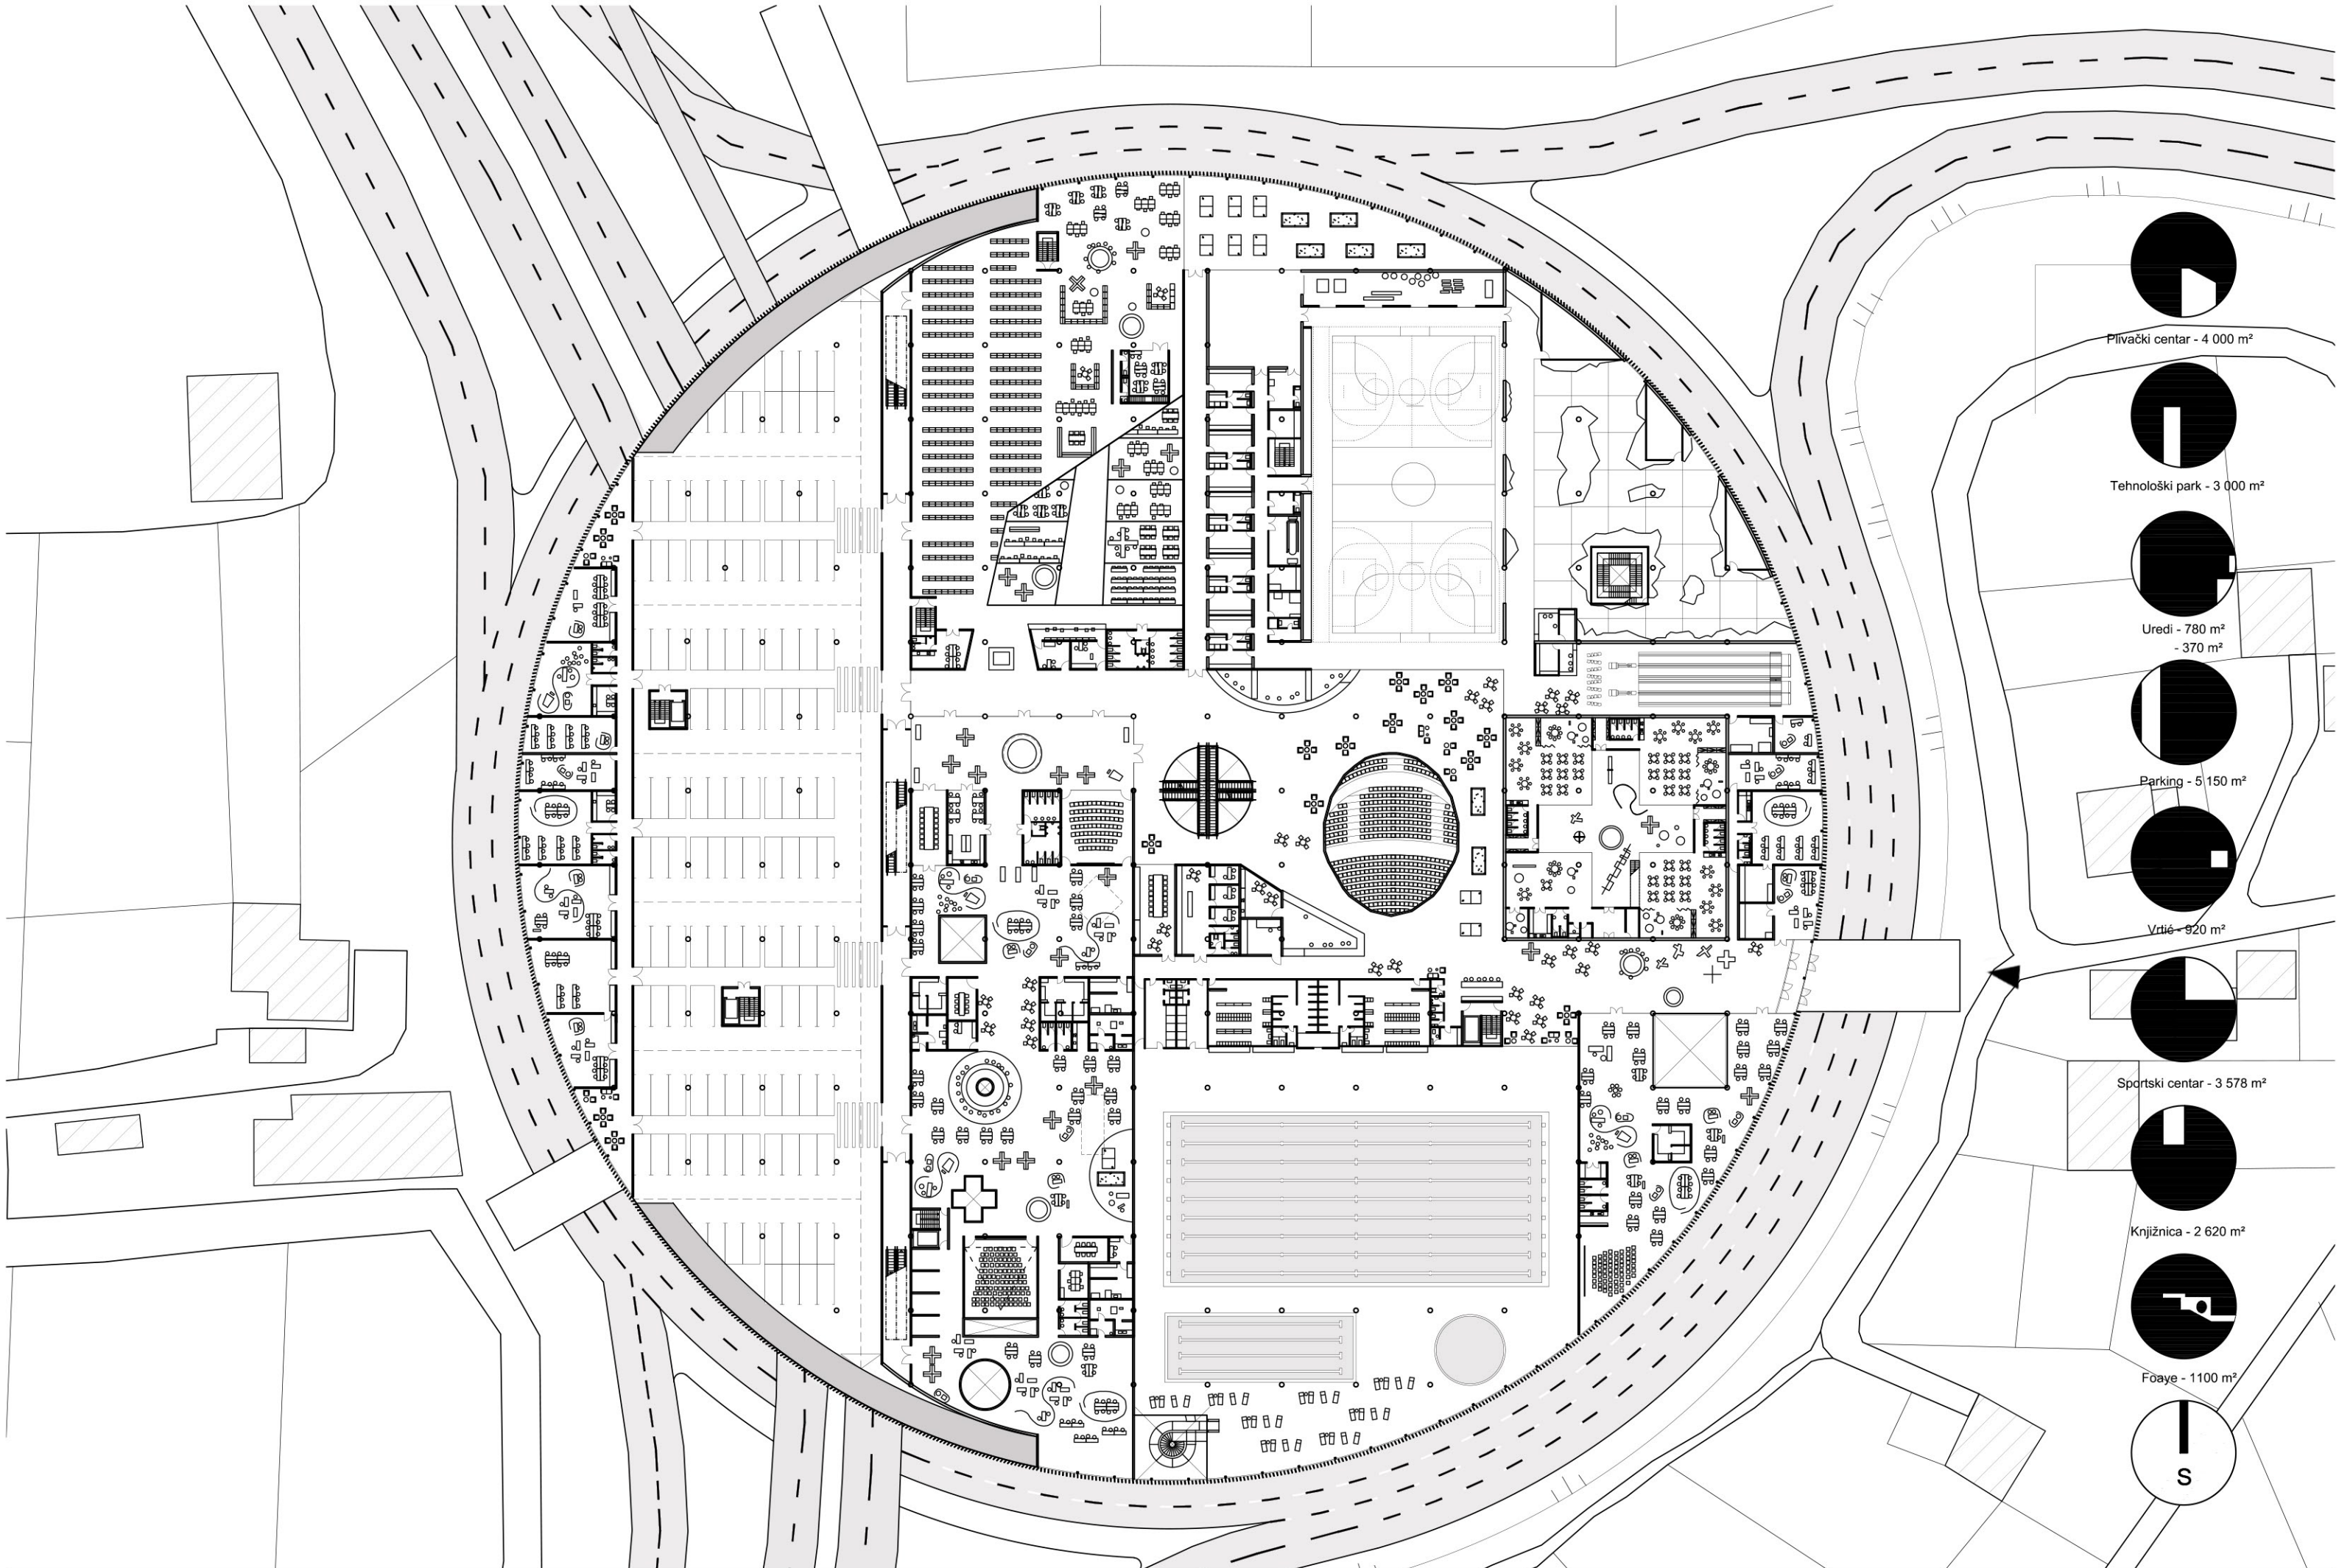 Plivački centar - 4 000 m²
Tehnološki park - 3 000 m²
Uredi - 780 m²
- 370 m²
Parking - 5 150 m²
Vrtić - 920 m²
Sportski centar - 3 578 m²
Knjižnica - 2 620 m²
Foaye - 1100 m²
S